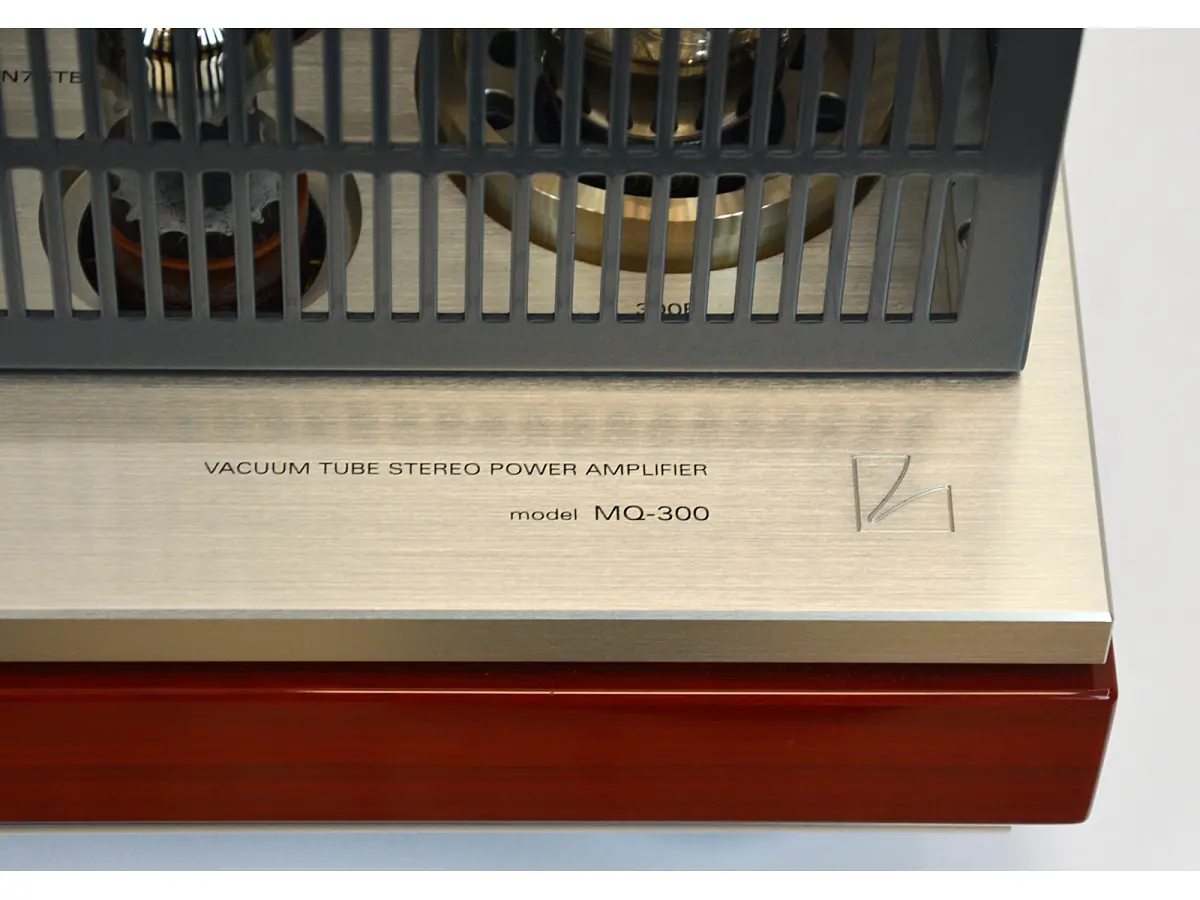 VACUUM TUBE STEREO POWER AMPLIFIER
model MQ-300